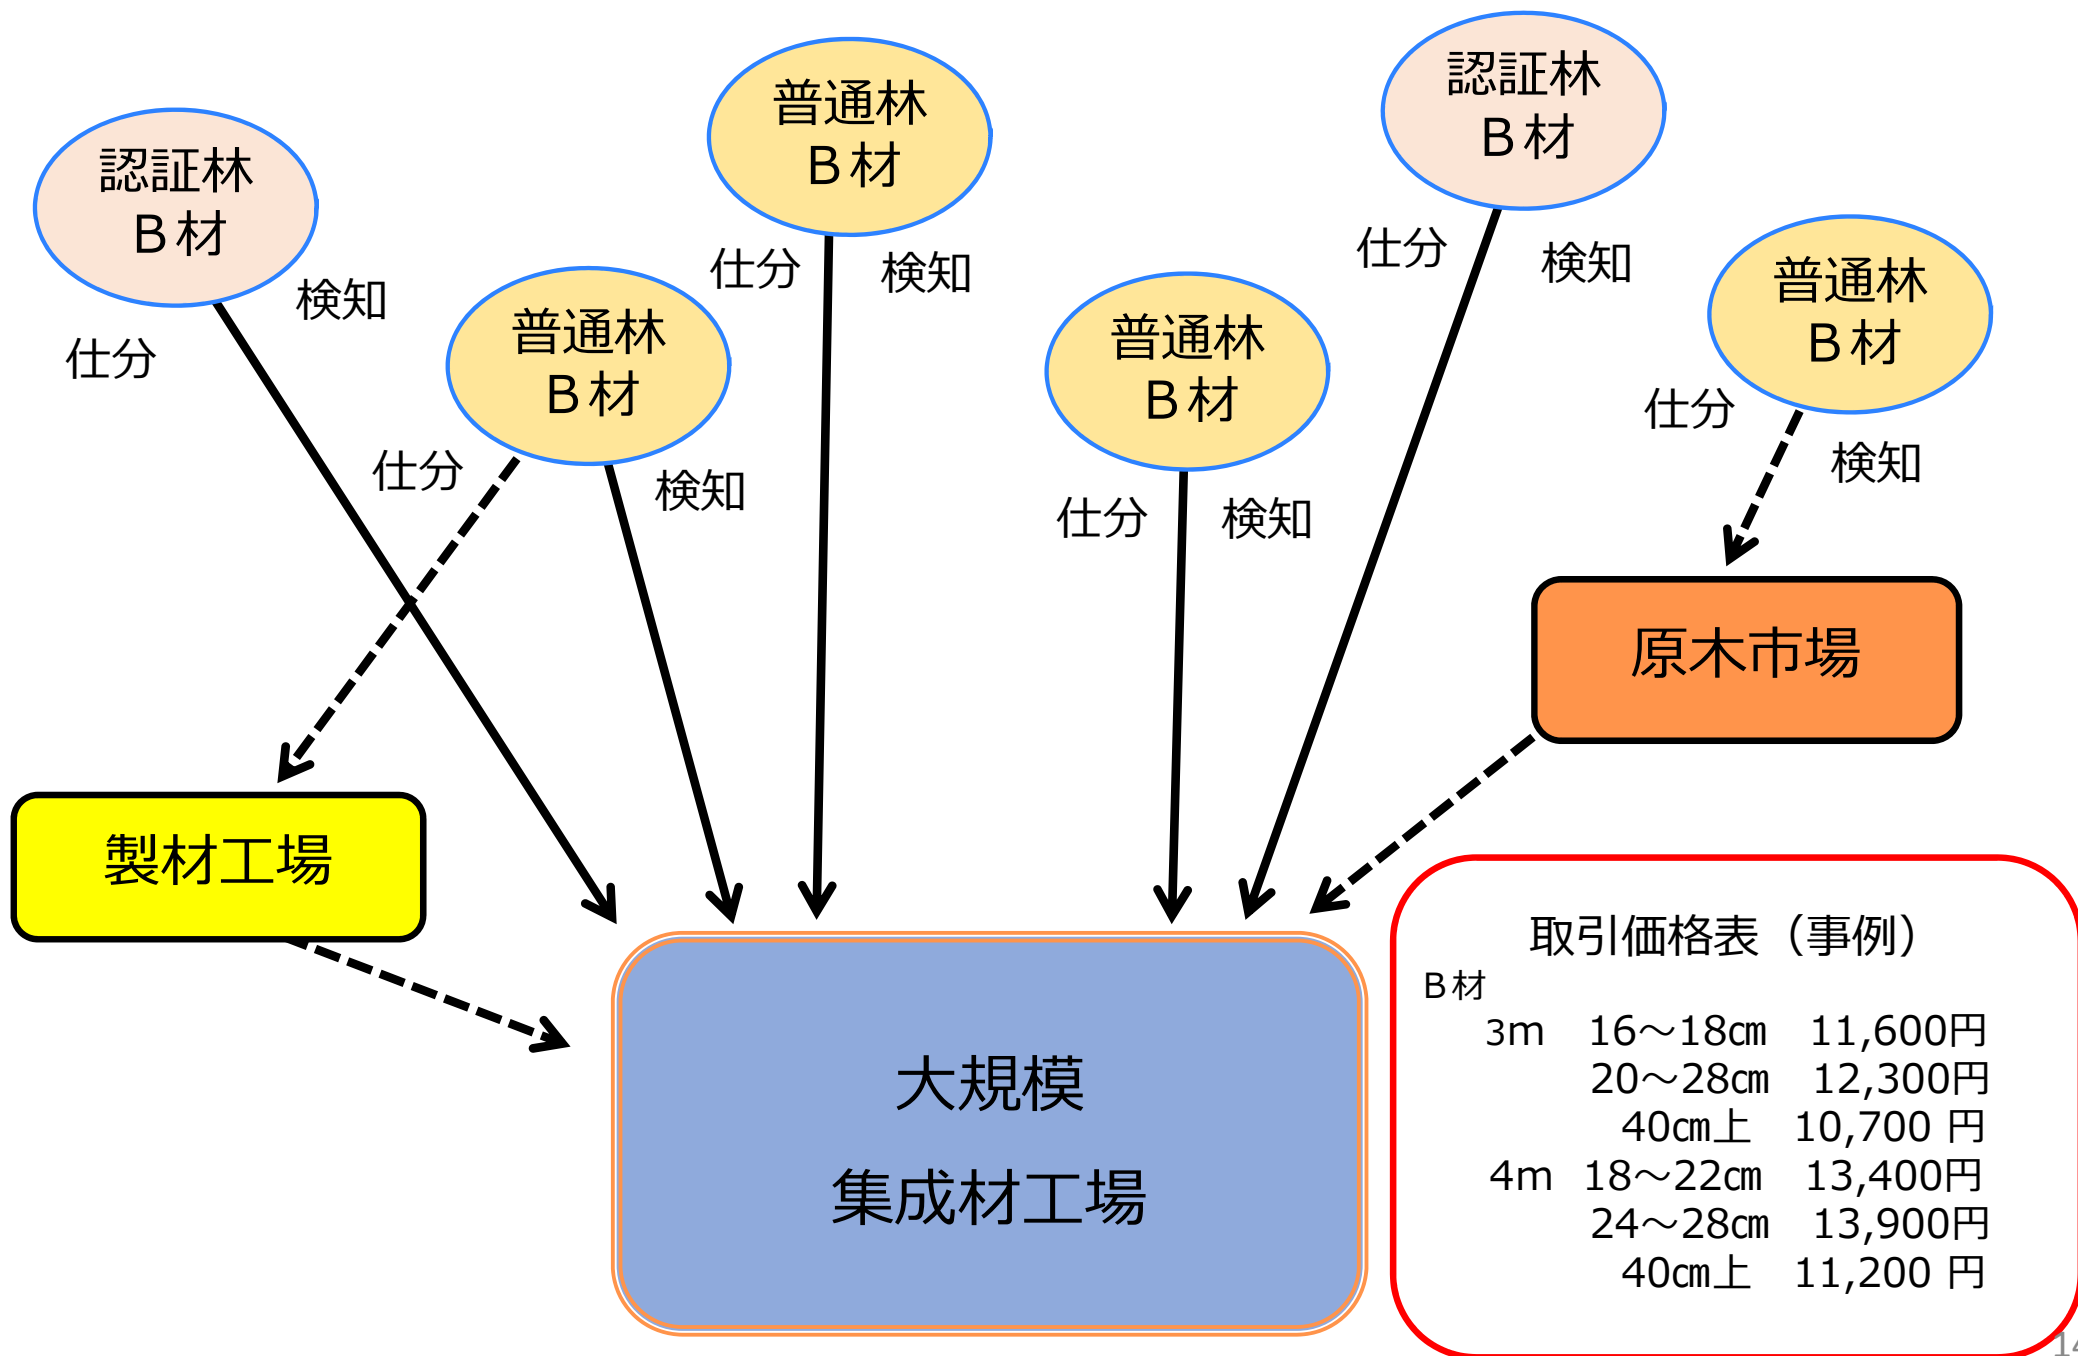 認証林
Ｂ材
普通林
Ｂ材
認証林
Ｂ材
仕分
検知
仕分
検知
仕分
検知
普通林
Ｂ材
普通林
Ｂ材
普通林
Ｂ材
仕分
検知
仕分
検知
仕分
検知
原木市場
製材工場
大規模
集成材工場
取引価格表（事例）
Ｂ材
3m　16～18㎝　11,600円
20～28㎝　12,300円
40㎝上　10,700 円
4m　18～22㎝　13,400円
24～28㎝　13,900円
40㎝上　11,200 円